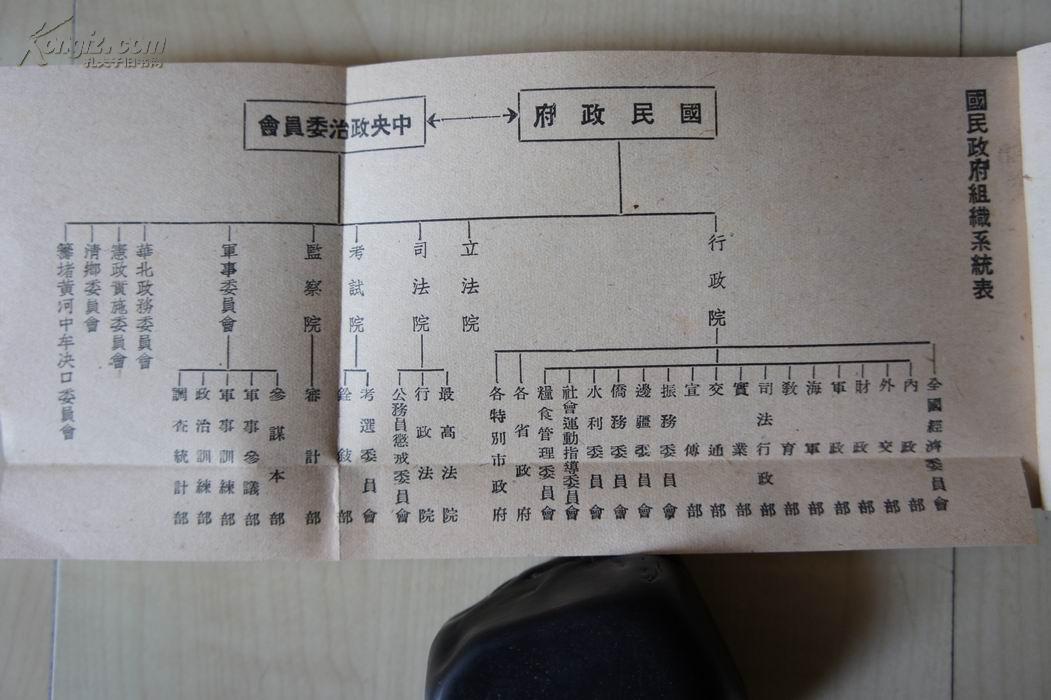 Kongfz.com
孔夫子旧书网
國民政府組織系統表
國民政府
中央政治委員會
行政院
立法院
司法院
考試院
監察院
軍事委員會
華北政務委員會
憲政實施委員會
清鄉委員會
籌堵黃河中牟決口委員會
全國經濟委員會
內政部
外交部
財政部
軍政部
海軍部
教育部
司法行政部
實業部
交通部
宣傳部
振務委員會
邊疆委員會
僑務委員會
水利委員會
社會運動指導委員會
糧食管理委員會
各省政府
各特別市政府
最高法院
行政法院
公務員懲戒委員會
考選委員會
銓敍部
審計部
參謀本部
軍事參議部
軍事訓練部
政治訓練部
調查統計部